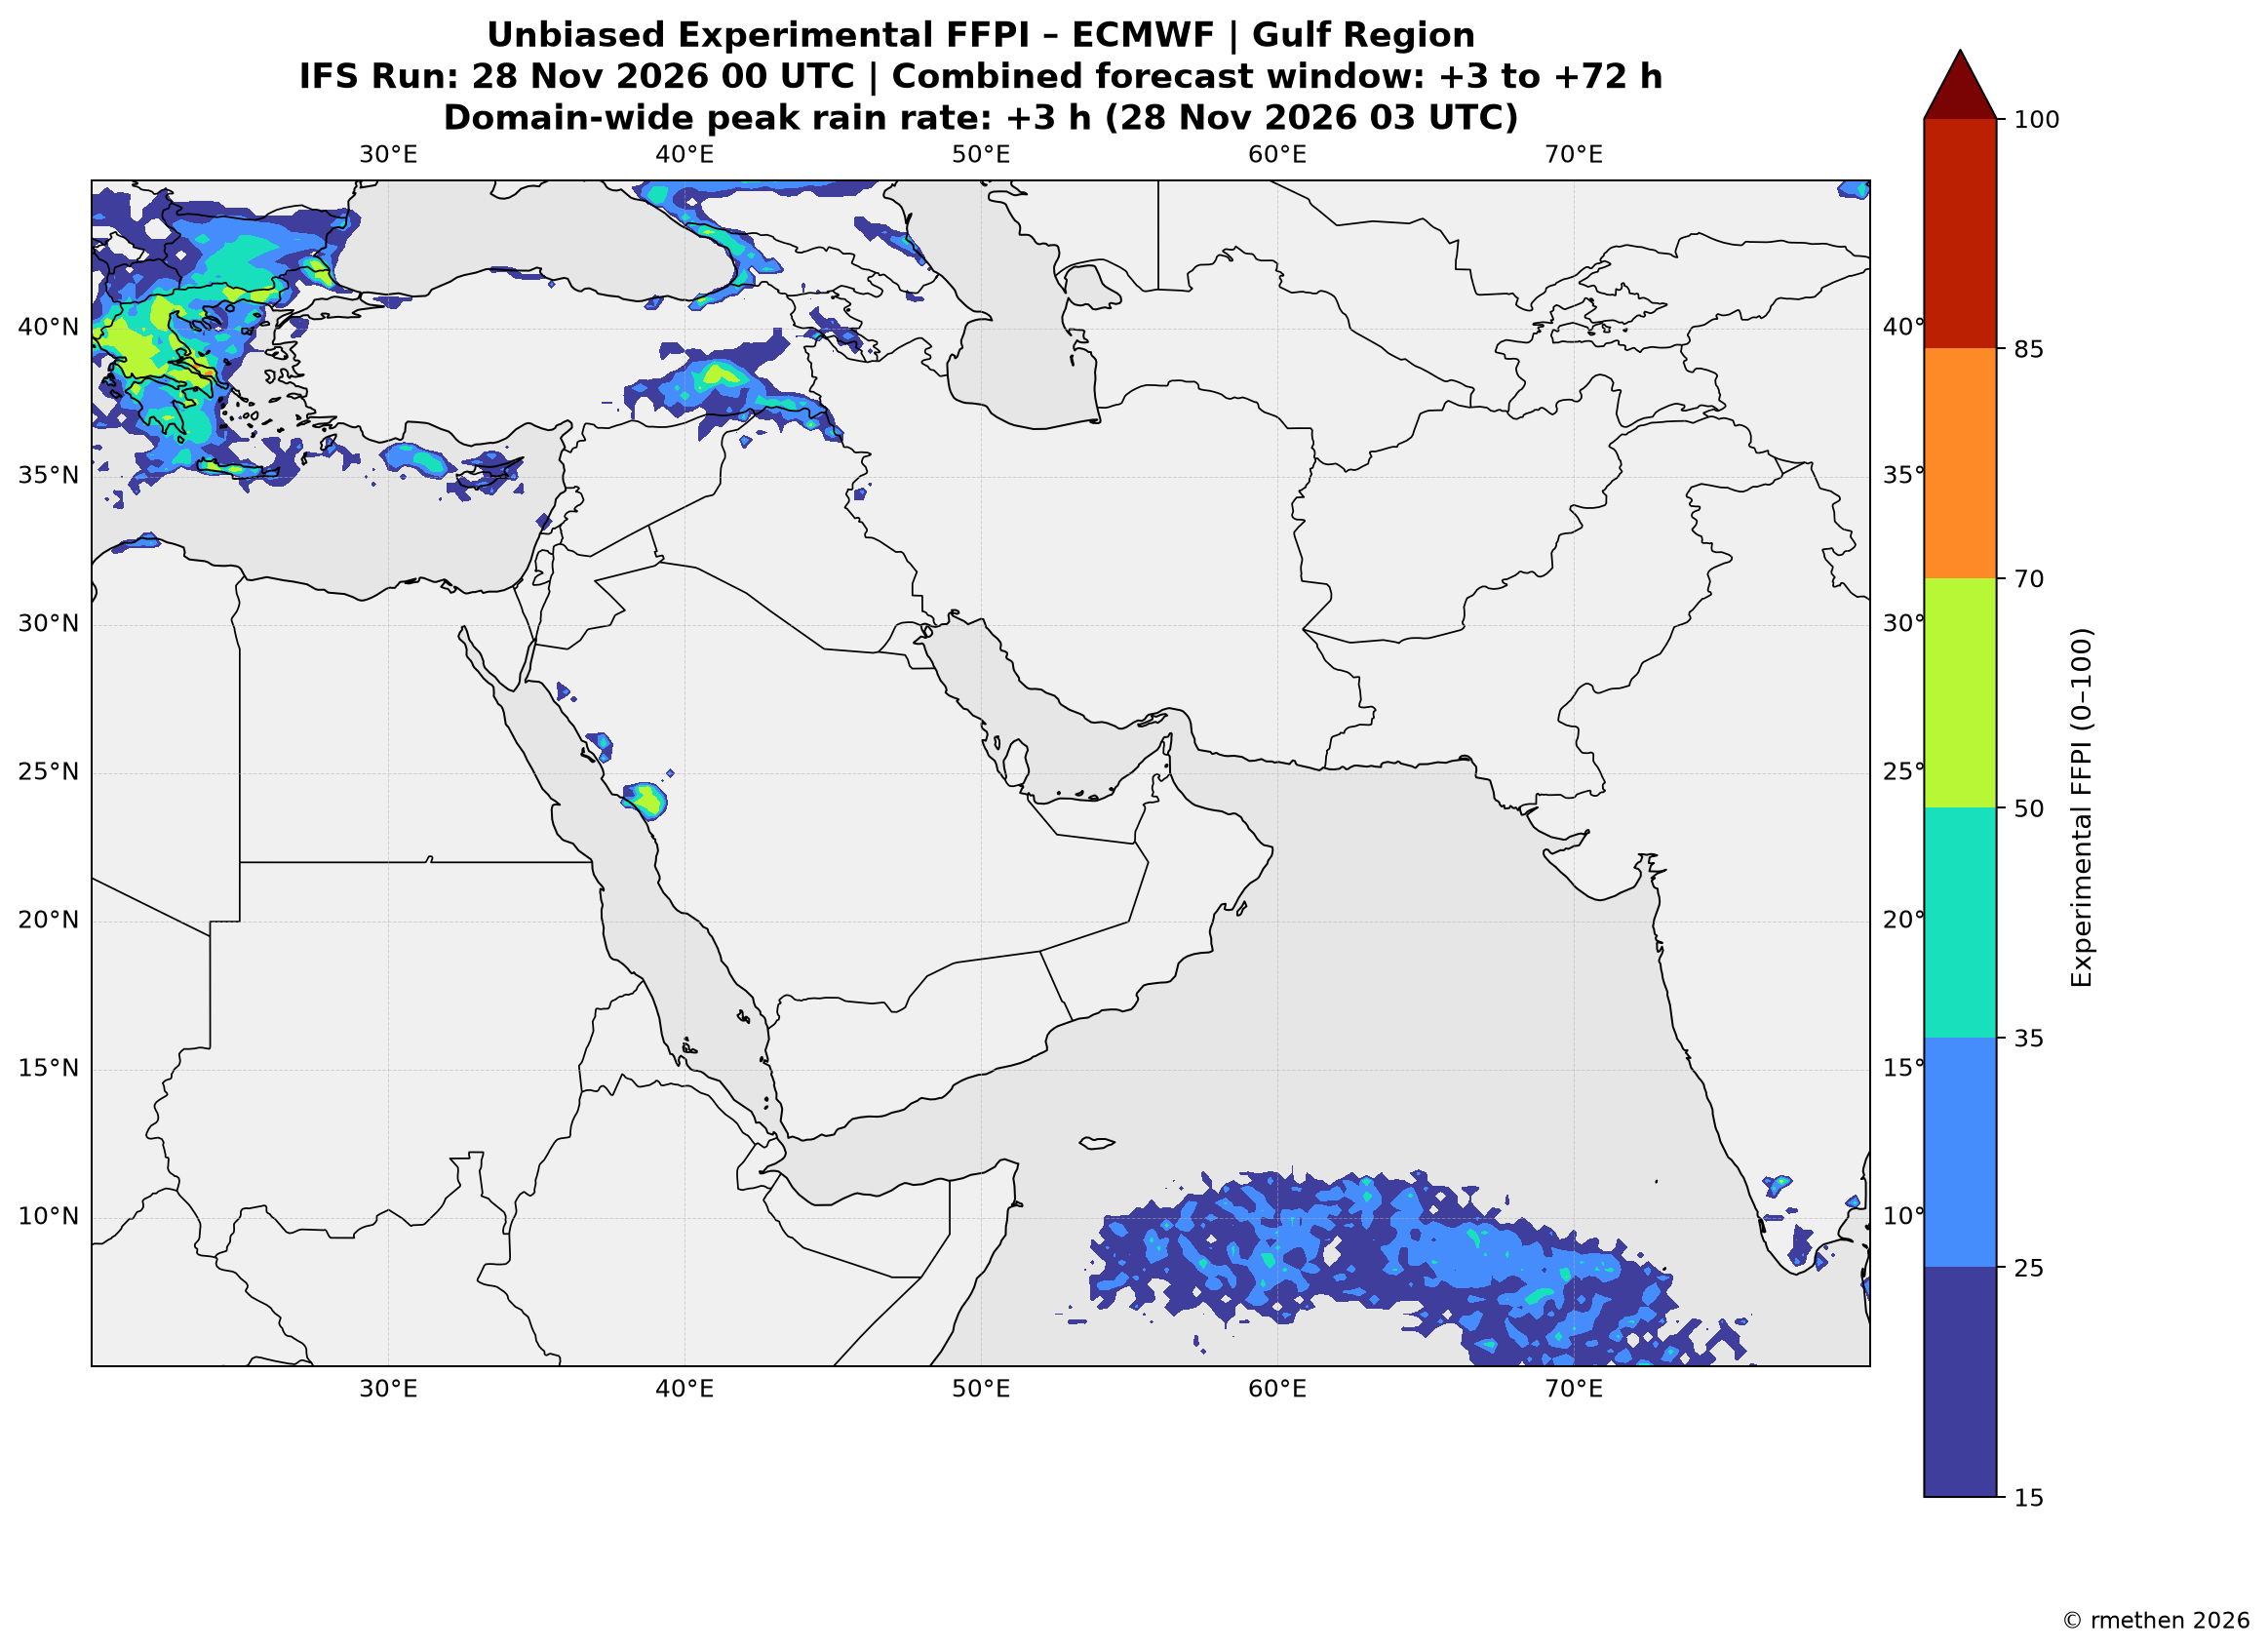 Unbiased Experimental FFPI – ECMWF | Gulf Region
IFS Run: 28 Nov 2026 00 UTC | Combined forecast window: +3 to +72 h
Domain-wide peak rain rate: +3 h (28 Nov 2026 03 UTC)
30°E 40°E 50°E 60°E 70°E
40°N 40°
35°N 35°
30°N 30°
25°N 25°
20°N 20°
15°N 15°
10°N 10°
30°E 40°E 50°E 60°E 70°E
100
85
70
50
35
25
15
Experimental FFPI (0–100)
© rmethen 2026